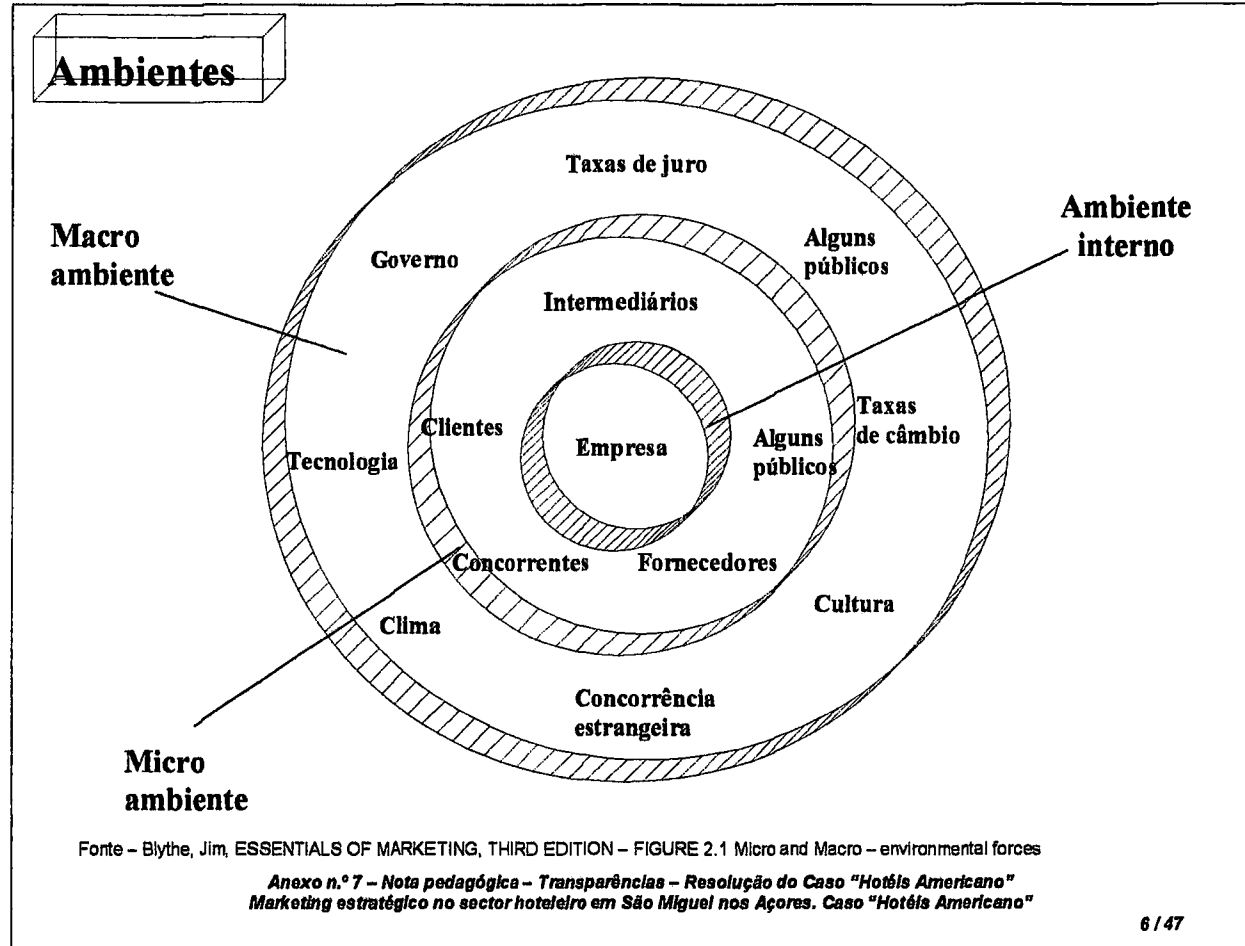 Ambientes
Taxas de juro
Macro
ambiente
Governo
Alguns
públicos
Ambiente
interno
Intermediários
Clientes
Tecnologia
Empresa
Alguns
públicos
Taxas
de câmbio
Concorrentes
Fornecedores
Clima
Cultura
Concorrência
estrangeira
Micro
ambiente
Fonte – Blythe, Jim, ESSENTIALS OF MARKETING, THIRD EDITION – FIGURE 2.1 Micro and Macro – environmental forces
Anexo n.º 7 – Nota pedagógica – Transparências – Resolução do Caso "Hotéis Americano"
Marketing estratégico no sector hoteleiro em São Miguel nos Açores. Caso "Hotéis Americano"
6 / 47